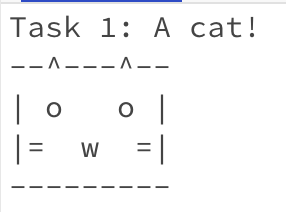 Task 1: A cat!
--^---^--
| o   o |
|=  w  =|
---------